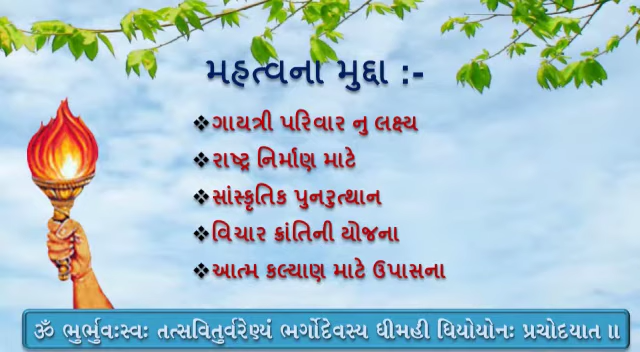 મહત્વના મુદ્દા :-
❖ગાયત્રી પરિવાર નુ લક્ષ્ય
❖રાષ્ટ્ર નિર્માણ માટે
❖સાંસ્કૃતિક પુનરુત્થાન
❖વિચાર ક્રાંતિની યોજના
❖આત્મ કલ્યાણ માટે ઉપાસના
ૐ ભુર્ભુવઃસ્વઃ તત્સવિતુર્વરેણ્યં ભર્ગોદેવસ્ય ધીમહી ધિયોયોનઃ પ્રચોદયાત ॥